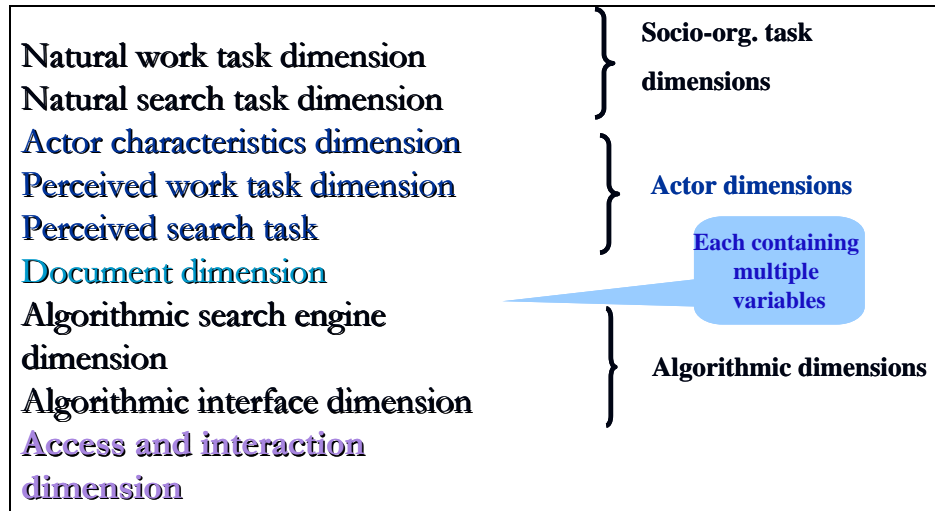 Natural work task dimension
Natural search task dimension
Actor characteristics dimension
Perceived work task dimension
Perceived search task
Document dimension
Algorithmic search engine
dimension
Algorithmic interface dimension
Access and interaction
dimension
Socio-org. task
dimensions
Actor dimensions
Each containing
multiple
variables
Algorithmic dimensions